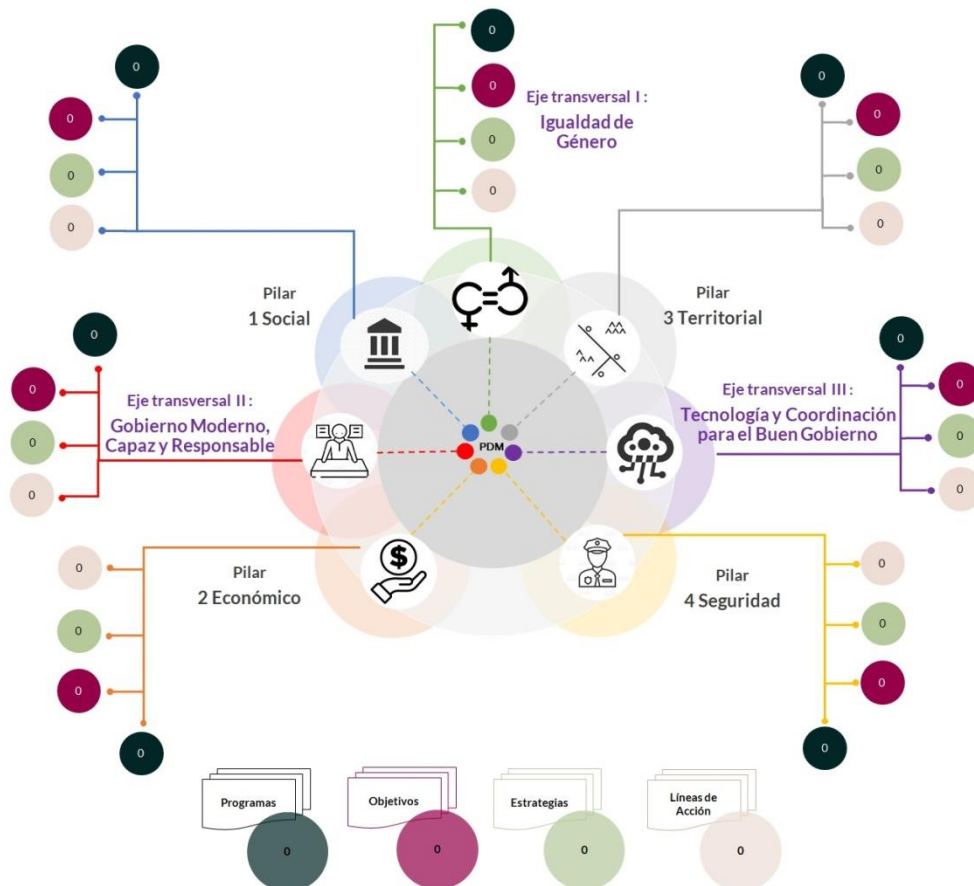 0
0
0
0
0
0
0
0
0
0
0
0
Eje transversal I :
Igualdad de
Género
Pilar
1 Social
Pilar
3 Territorial
0
0
0
0
Eje transversal II :
Gobierno Moderno,
Capaz y Responsable
PDM
Eje transversal III :
Tecnología y Coordinación
para el Buen Gobierno
0
0
0
0
0
0
0
0
Pilar
2 Económico
$
Pilar
4 Seguridad
0
0
0
0
Programas
0
Objetivos
0
Estrategias
0
Líneas de
Acción
0